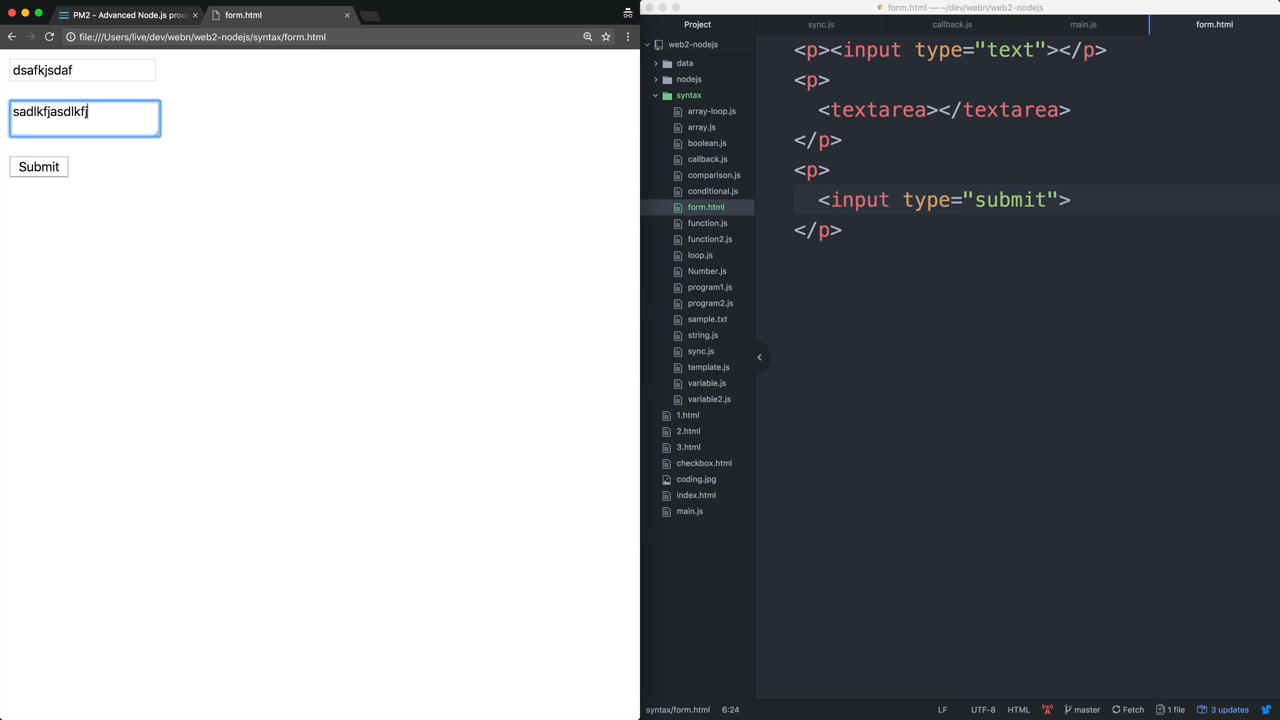 PM2 - Advanced Node.js proc
form.html
file:///Users/live/dev/webn/web2-nodejs/syntax/form.html
dsafkjsdaf
sadlkfjasdlkfj
Submit
form.html — ~/dev/webn/web2-nodejs
Project
sync.js
callback.js
main.js
form.html
web2-nodejs
data
nodejs
syntax
array-loop.js
array.js
boolean.js
callback.js
comparison.js
conditional.js
form.html
function.js
function2.js
loop.js
Number.js
program1.js
program2.js
sample.txt
string.js
sync.js
template.js
variable.js
variable2.js
1.html
2.html
3.html
checkbox.html
coding.jpg
index.html
main.js
<p><input type="text"></p>
<p>
<textarea></textarea>
</p>
<p>
<input type="submit">
</p>
syntax/form.html 6:24 LF UTF-8 HTML master Fetch 1 file 3 updates